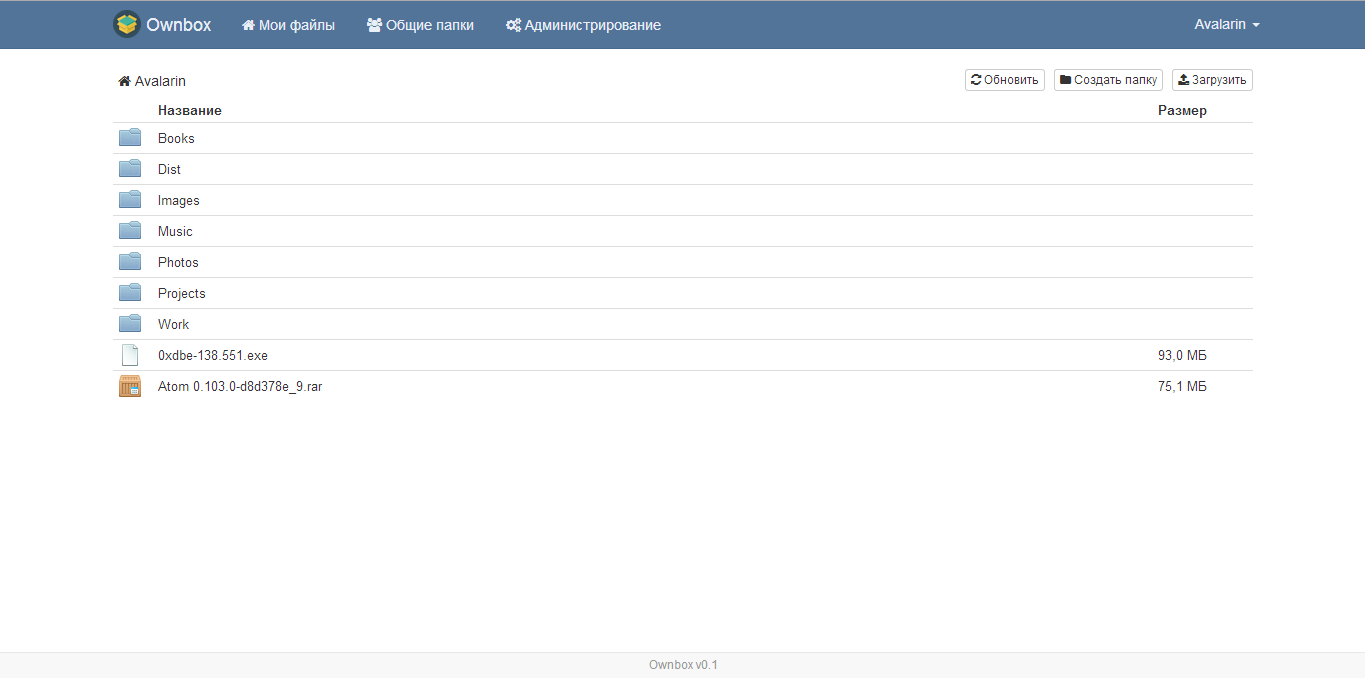 Ownbox Мои файлы Общие папки Администрирование Avalarin
Avalarin Обновить Создать папку Загрузить
Название Размер
Books
Dist
Images
Music
Photos
Projects
Work
0xdbe-138.551.exe 93,0 МБ
Atom 0.103.0-d8d378e_9.rar 75,1 МБ
Ownbox v0.1